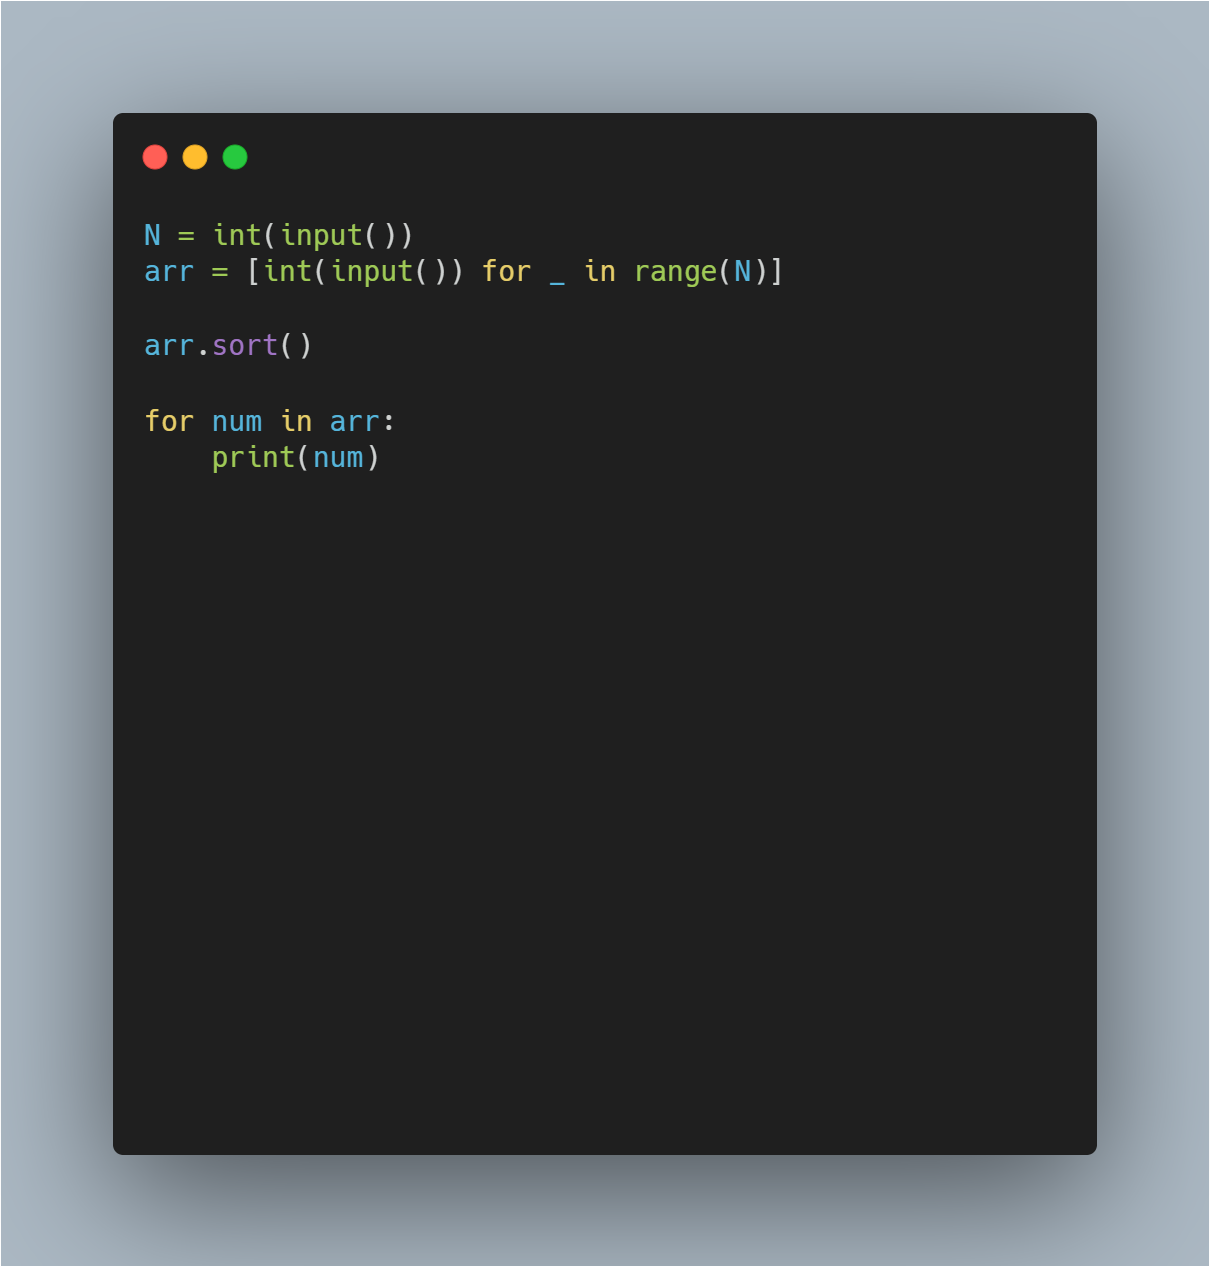 N = int(input())
arr = [int(input()) for _ in range(N)]

arr.sort()

for num in arr:
    print(num)